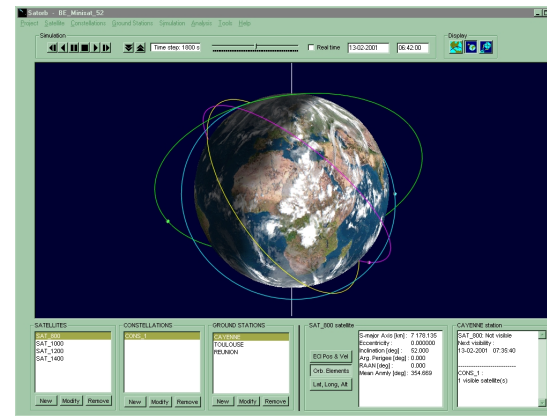 Satorb - BE_Minisat_S2
Project Satellite Constellations Ground Stations Simulation Analysis Tools Help
Simulation
Time step: 1800 s
Real time
13-02-2001
06:42:00
Display
SATELLITES
SAT_800
SAT_1000
SAT_1200
SAT_1400
New Modify Remove
CONSTELLATIONS
CONS_1
New Modify Remove
GROUND STATIONS
CAYENNE
TOULOUSE
REUNION
New Modify Remove
SAT_800 satellite
EO Pos & Vel
Orb. Elements
Lat, Long, Alt
S-major Axis [km] : 7 178.135
Eccentricity : 0.000000
Inclination [deg] : 52.000
Arg. Perigee [deg] : 0.000
RAAN [deg] : 0.000
Mean Anmly [deg] : 354.669
CAYENNE station
SAT_800: Not visible
Next visibility :
13-02-2001 07:35:40
------------------------------
CONS_1 :
1 visible satellite(s)